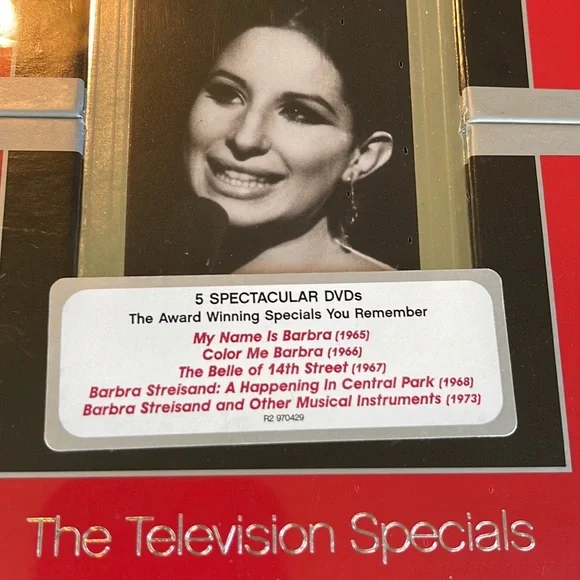 5 SPECTACULAR DVDs
The Award Winning Specials You Remember
My Name Is Barbra (1965)
Color Me Barbra (1966)
The Belle of 14th Street (1967)
Barbra Streisand: A Happening In Central Park (1968)
Barbra Streisand and Other Musical Instruments (1973)
R2 970429
The Television Specials